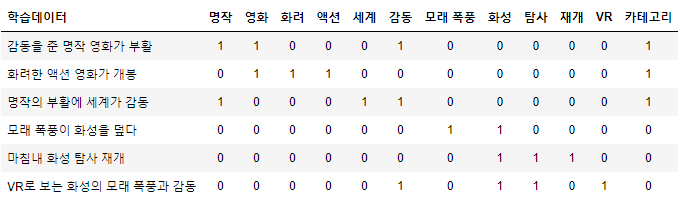 학습데이터 명작 영화 화려 액션 세계 감동 모래 폭풍 화성 탐사 재개 VR 카테고리
감동을 준 명작 영화가 부활 1 1 0 0 0 1 0 0 0 0 0 1
화려한 액션 영화가 개봉 0 1 1 1 0 0 0 0 0 0 0 1
명작의 부활에 세계가 감동 1 0 0 0 1 1 0 0 0 0 0 1
모래 폭풍이 화성을 덮다 0 0 0 0 0 0 1 1 0 0 0 0
마침내 화성 탐사 재개 0 0 0 0 0 0 0 1 1 1 0 0
VR로 보는 화성의 모래 폭풍과 감동 0 0 0 0 0 1 0 1 1 0 1 0